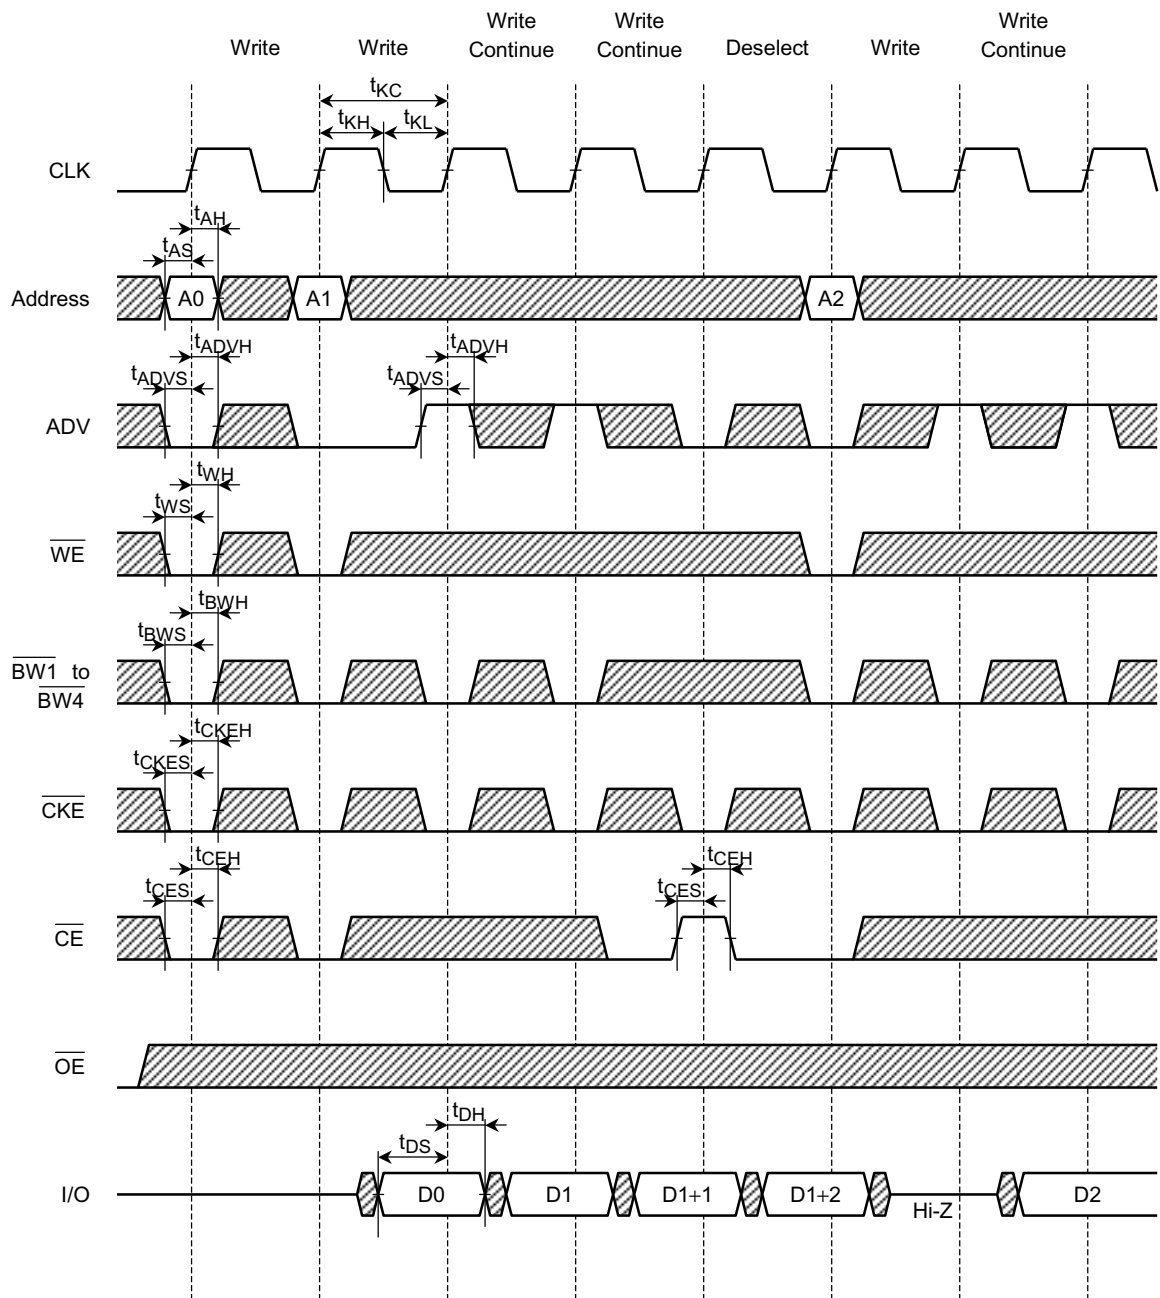 Write
Write
Write
Continue
Write
Continue
Deselect
Write
Write
Continue
tKC
tKH
tKL
CLK
tAH
tAS
Address
A0
A1
A2
tADVH
tADVS
tADVH
tADVS
ADV
tWH
tWS
WE
tBWH
tBWS
BW1 to
BW4
tCKEH
tCKES
CKE
tCEH
tCES
tCEH
tCES
CE
OE
tDH
tDS
I/O
D0
D1
D1+1
D1+2
Hi-Z
D2